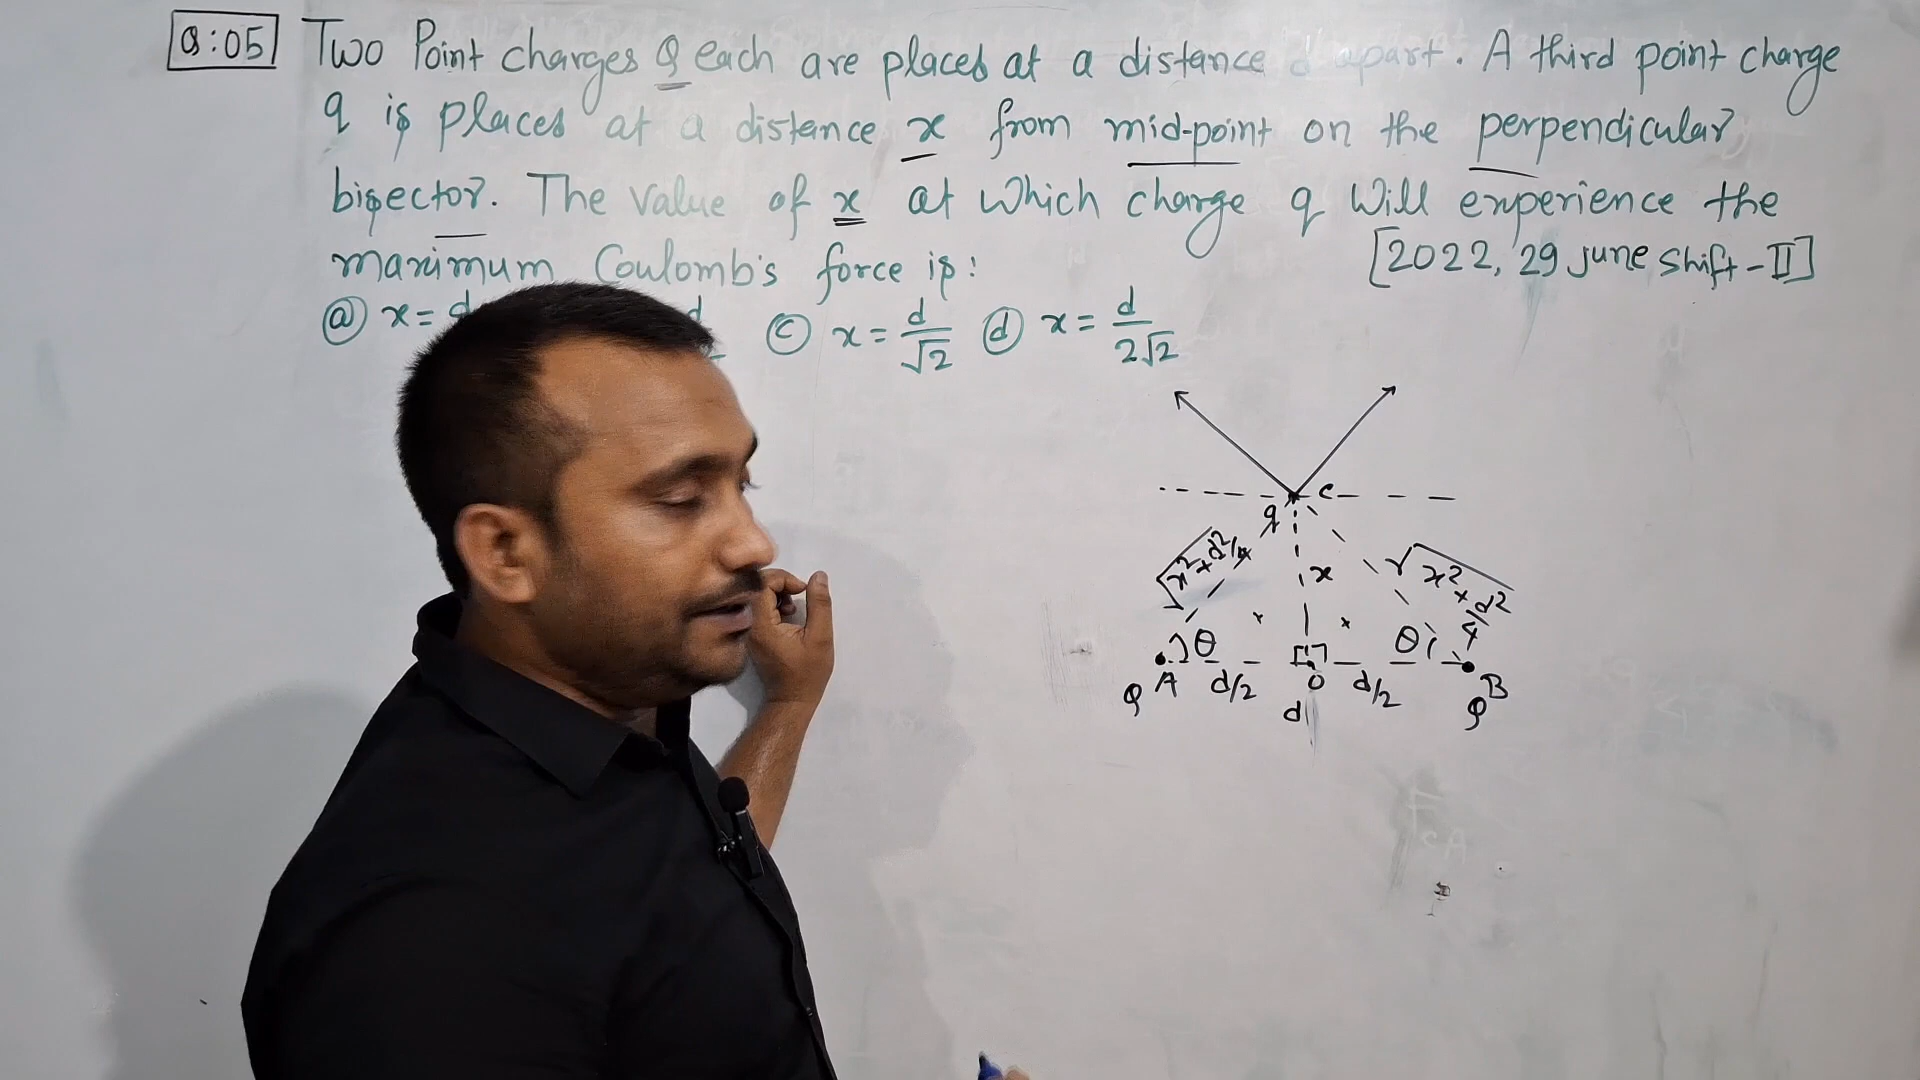 Q:05 Two Point charges Q each are placed at a distance d apart. A third point charge
q is placed at a distance x from mid-point on the perpendicular
bisector. The value of x at which charge q will experience the
maximum Coulomb's force is:
[2022, 29 June Shift-II]
(a) x = d (c) x = d/√2 (d) x = d/2√2
c
q
√x²+d²/4 x √x²+d²/4
θ θ
A d/2 O d/2 B
Q d Q